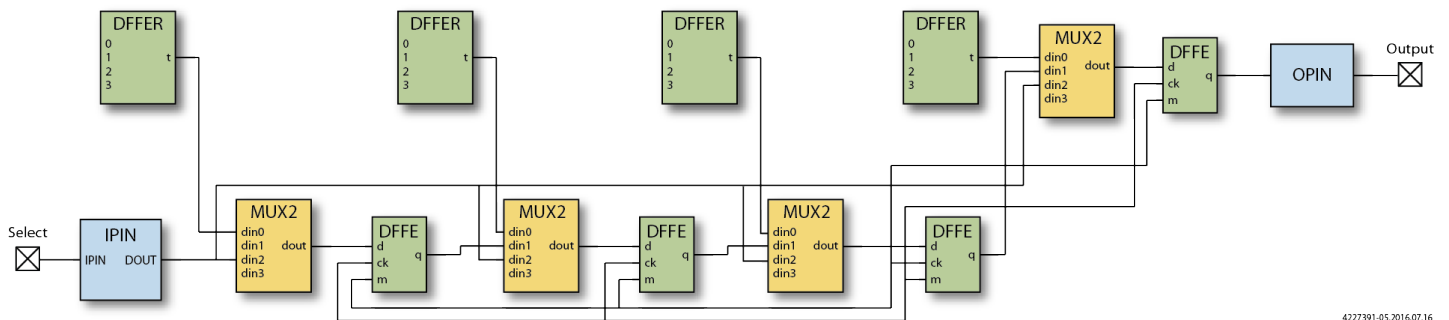 DFFER
0
1
2
3
t
DFFER
0
1
2
3
t
DFFER
0
1
2
3
t
DFFER
0
1
2
3
t
MUX2
din0
din1
din2
din3
dout
DFFE
d
ck
m
q
OPIN
Output
Select
IPIN
IPIN DOUT
MUX2
din0
din1
din2
din3
dout
DFFE
d
ck
m
q
MUX2
din0
din1
din2
din3
dout
DFFE
d
ck
m
q
MUX2
din0
din1
din2
din3
dout
DFFE
d
ck
m
q
4227391-05.2016.07.16